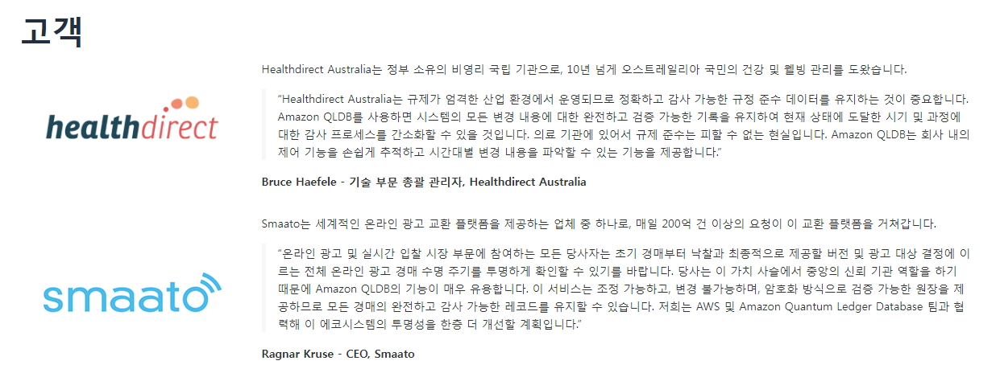 고객
Healthdirect Australia는 정부 소유의 비영리 국립 기관으로, 10년 넘게 오스트레일리아 국민의 건강 및 웰빙 관리를 도왔습니다.
healthdirect
“Healthdirect Australia는 규제가 엄격한 산업 환경에서 운영되므로 정확하고 감사 가능한 규정 준수 데이터를 유지하는 것이 중요합니다.
Amazon QLDB를 사용하면 시스템의 모든 변경 내용에 대한 완전하고 검증 가능한 기록을 유지하여 현재 상태에 도달한 시기 및 과정에
대한 감사 프로세스를 간소화할 수 있을 것입니다. 의료 기관에 있어서 규제 준수는 피할 수 없는 현실입니다. Amazon QLDB는 회사 내의
제어 기능을 손쉽게 추적하고 시간대별 변경 내용을 파악할 수 있는 기능을 제공합니다.”
Bruce Haefele - 기술 부문 총괄 관리자, Healthdirect Australia
Smaato는 세계적인 온라인 광고 교환 플랫폼을 제공하는 업체 중 하나로, 매일 200억 건 이상의 요청이 이 교환 플랫폼을 거쳐갑니다.
smaato
“온라인 광고 및 실시간 입찰 시장 부문에 참여하는 모든 당사자는 초기 경매부터 낙찰과 최종적으로 제공할 버전 및 광고 대상 결정에 이
르는 전체 온라인 광고 경매 수명 주기를 투명하게 확인할 수 있기를 바랍니다. 당사는 이 가치 사슬에서 중앙의 신뢰 기관 역할을 하기
때문에 Amazon QLDB의 기능이 매우 유용합니다. 이 서비스는 조정 가능하고, 변경 불가능하며, 암호화 방식으로 검증 가능한 원장을 제
공하므로 모든 경매의 완전하고 감사 가능한 레코드를 유지할 수 있습니다. 저희는 AWS 및 Amazon Quantum Ledger Database 팀과 협
력해 이 에코시스템의 투명성을 한층 더 개선할 계획입니다.”
Ragnar Kruse - CEO, Smaato